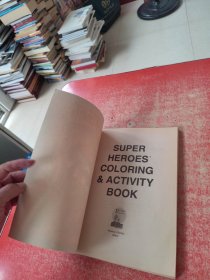 SUPER
HEROES
COLORING
& ACTIVITY
BOOK